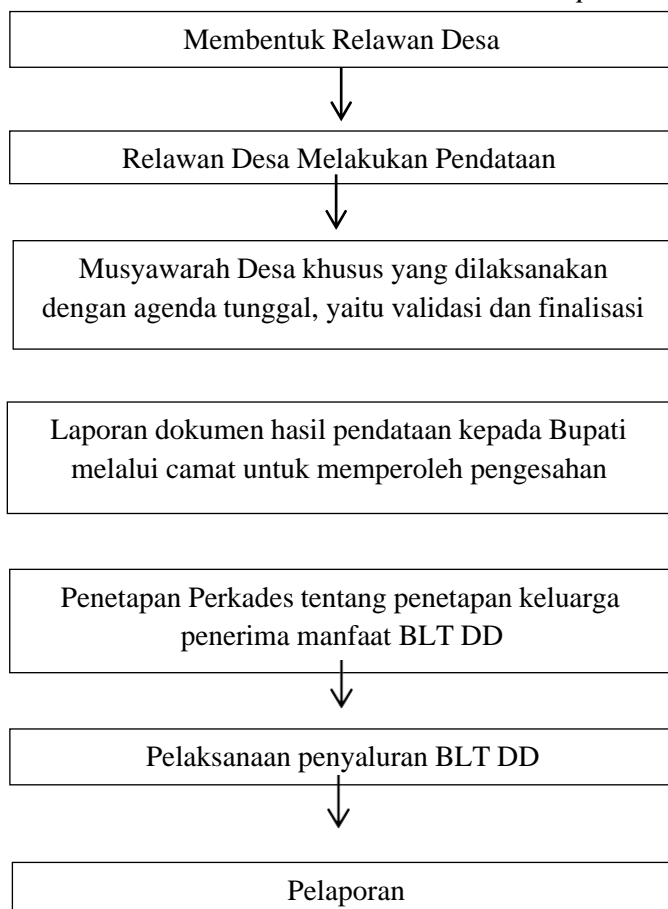 Membentuk Relawan Desa
Relawan Desa Melakukan Pendataan
Musyawarah Desa khusus yang dilaksanakan
dengan agenda tunggal, yaitu validasi dan finalisasi
Laporan dokumen hasil pendataan kepada Bupati
melalui camat untuk memperoleh pengesahan
Penetapan Perkades tentang penetapan keluarga
penerima manfaat BLT DD
Pelaksanaan penyaluran BLT DD
Pelaporan